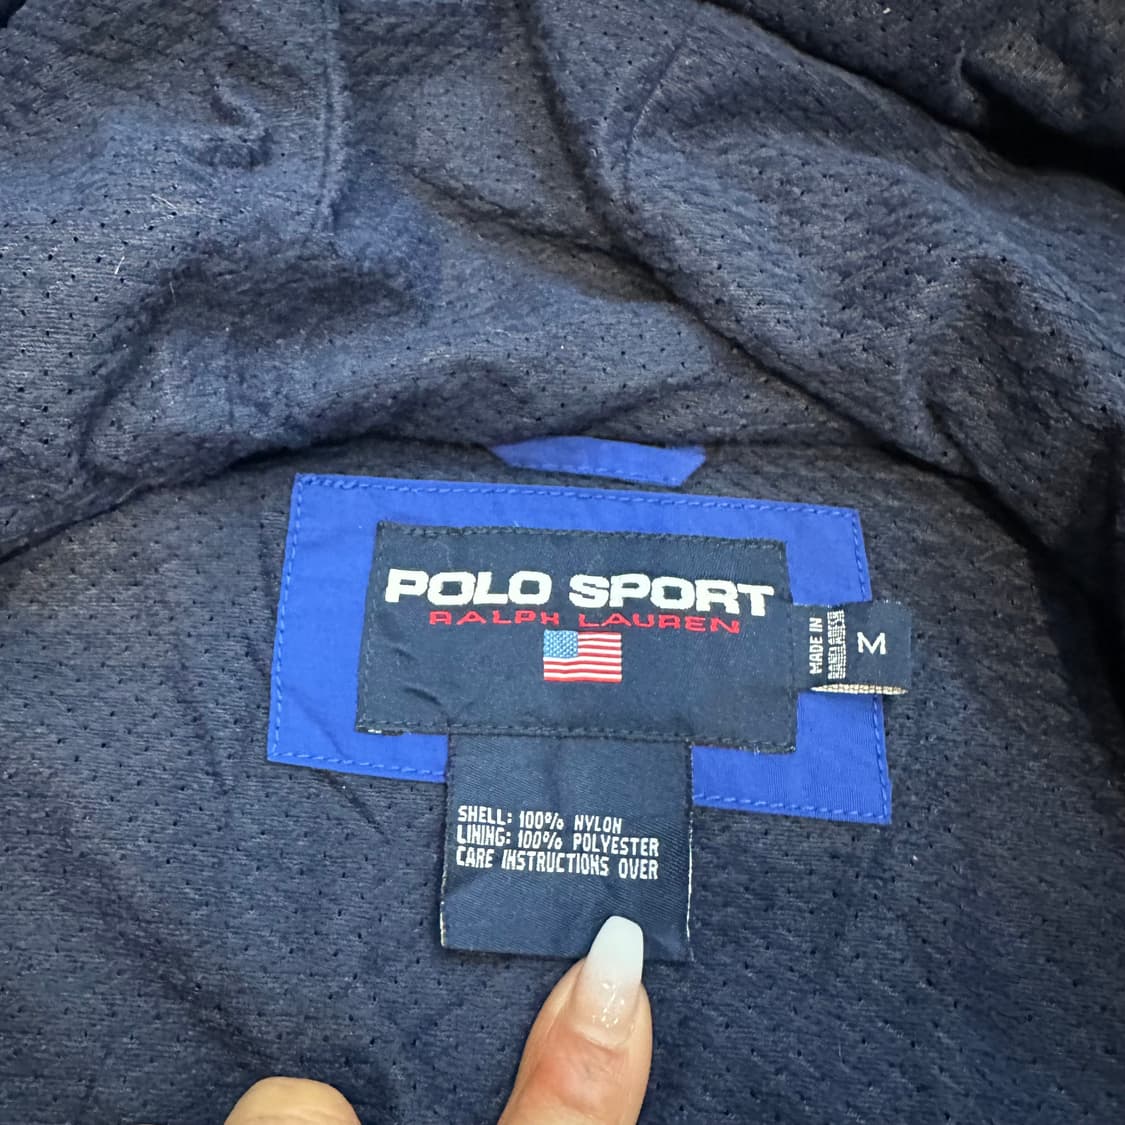 POLO SPORT
RALPH LAUREN
MADE IN
M
SHELL: 100% NYLON
LINING: 100% POLYESTER
CARE INSTRUCTIONS OVER